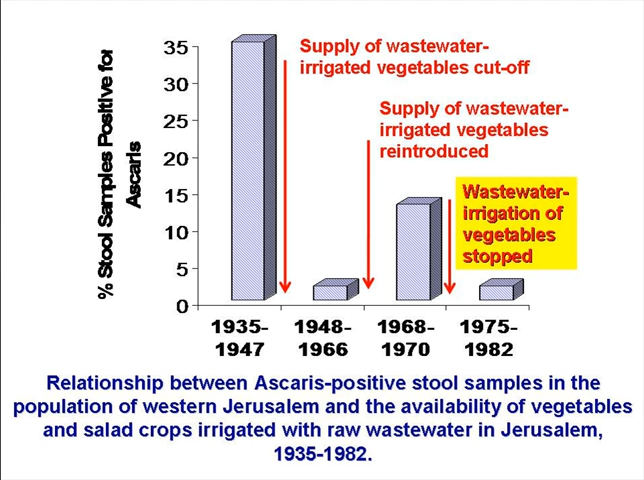 % Stool Samples Positive for
Ascaris
35
30
25
20
15
10
5
0
Supply of wastewater-
irrigated vegetables cut-off
Supply of wastewater-
irrigated vegetables
reintroduced
Wastewater-
irrigation of
vegetables
stopped
1935-
1947
1948-
1966
1968-
1970
1975-
1982
Relationship between Ascaris-positive stool samples in the
population of western Jerusalem and the availability of vegetables
and salad crops irrigated with raw wastewater in Jerusalem,
1935-1982.